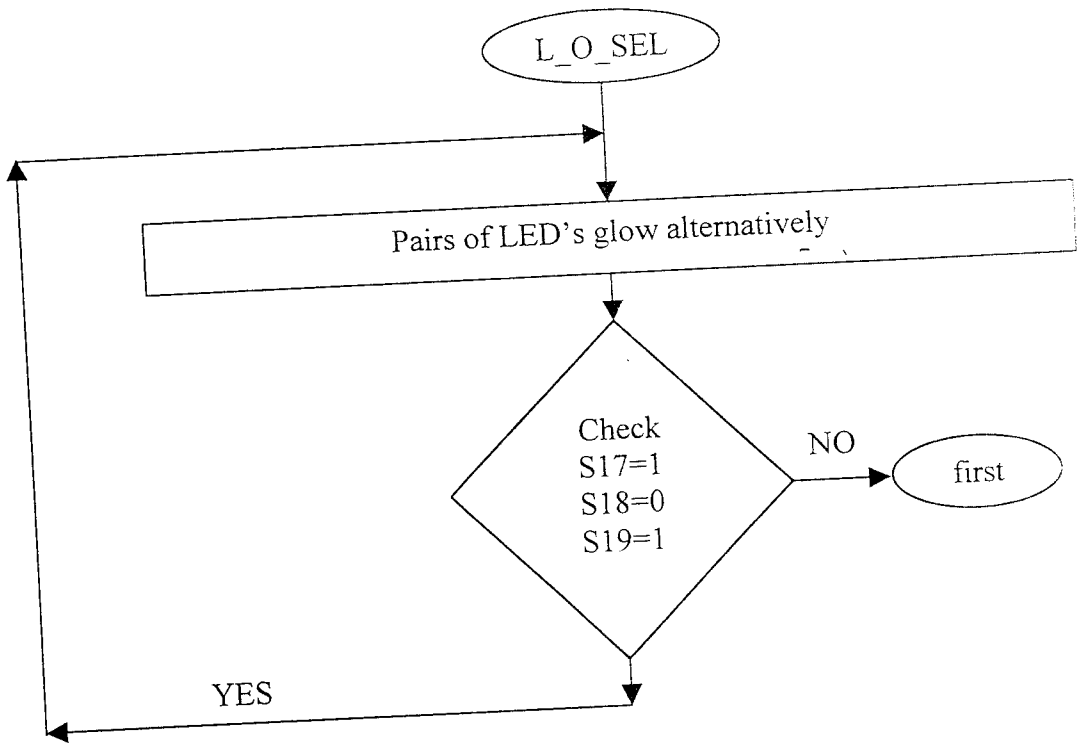 L_O_SEL
Pairs of LED's glow alternatively
Check
S17=1
S18=0
S19=1
NO
first
YES